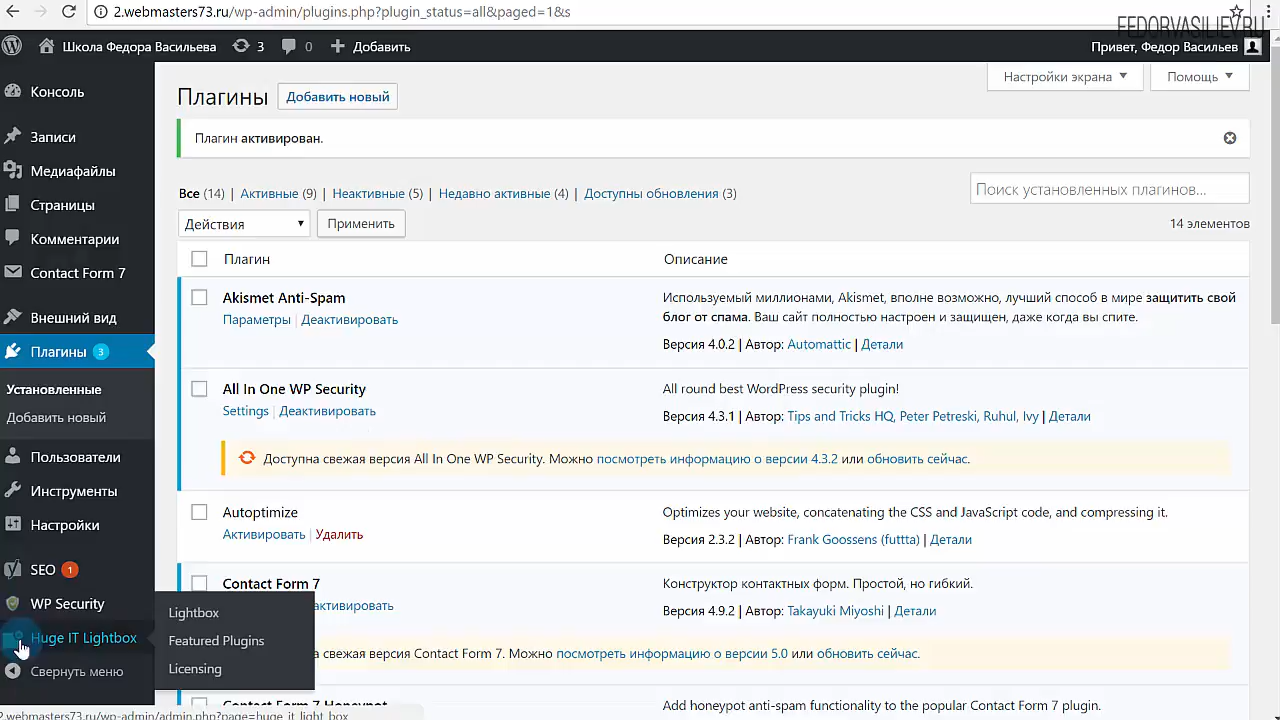 2.webmasters73.ru/wp-admin/plugins.php?plugin_status=all&paged=1&s
FEDORVASILIEV.RU
Школа Федора Васильева 3 0 + Добавить
Привет, Федор Васильев
Консоль
Записи
Медиафайлы
Страницы
Комментарии
Contact Form 7
Внешний вид
Плагины 3
Установленные
Добавить новый
Пользователи
Инструменты
Настройки
SEO 1
WP Security
Huge IT Lightbox
Свернуть меню
Lightbox
Featured Plugins
Licensing
Настройки экрана
Помощь
Плагины
Добавить новый
Плагин активирован.
Все (14) | Активные (9) | Неактивные (5) | Недавно активные (4) | Доступны обновления (3)
Поиск установленных плагинов...
Действия
Применить
14 элементов
Плагин
Описание
Akismet Anti-Spam
Параметры | Деактивировать
Используемый миллионами, Akismet, вполне возможно, лучший способ в мире защитить свой
блог от спама. Ваш сайт полностью настроен и защищен, даже когда вы спите.
Версия 4.0.2 | Автор: Automattic | Детали
All In One WP Security
Settings | Деактивировать
All round best WordPress security plugin!
Версия 4.3.1 | Автор: Tips and Tricks HQ, Peter Petreski, Ruhul, Ivy | Детали
Доступна свежая версия All In One WP Security. Можно посмотреть информацию о версии 4.3.2 или обновить сейчас.
Autoptimize
Активировать | Удалить
Optimizes your website, concatenating the CSS and JavaScript code, and compressing it.
Версия 2.3.2 | Автор: Frank Goossens (futtta) | Детали
Contact Form 7
активировать
Конструктор контактных форм. Простой, но гибкий.
Версия 4.9.2 | Автор: Takayuki Miyoshi | Детали
а свежая версия Contact Form 7. Можно посмотреть информацию о версии 5.0 или обновить сейчас.
Contact Form 7 Honeypot
Add honeypot anti-spam functionality to the popular Contact Form 7 plugin.
2.webmasters73.ru/wp-admin/admin.php?page=huge_it_light_box